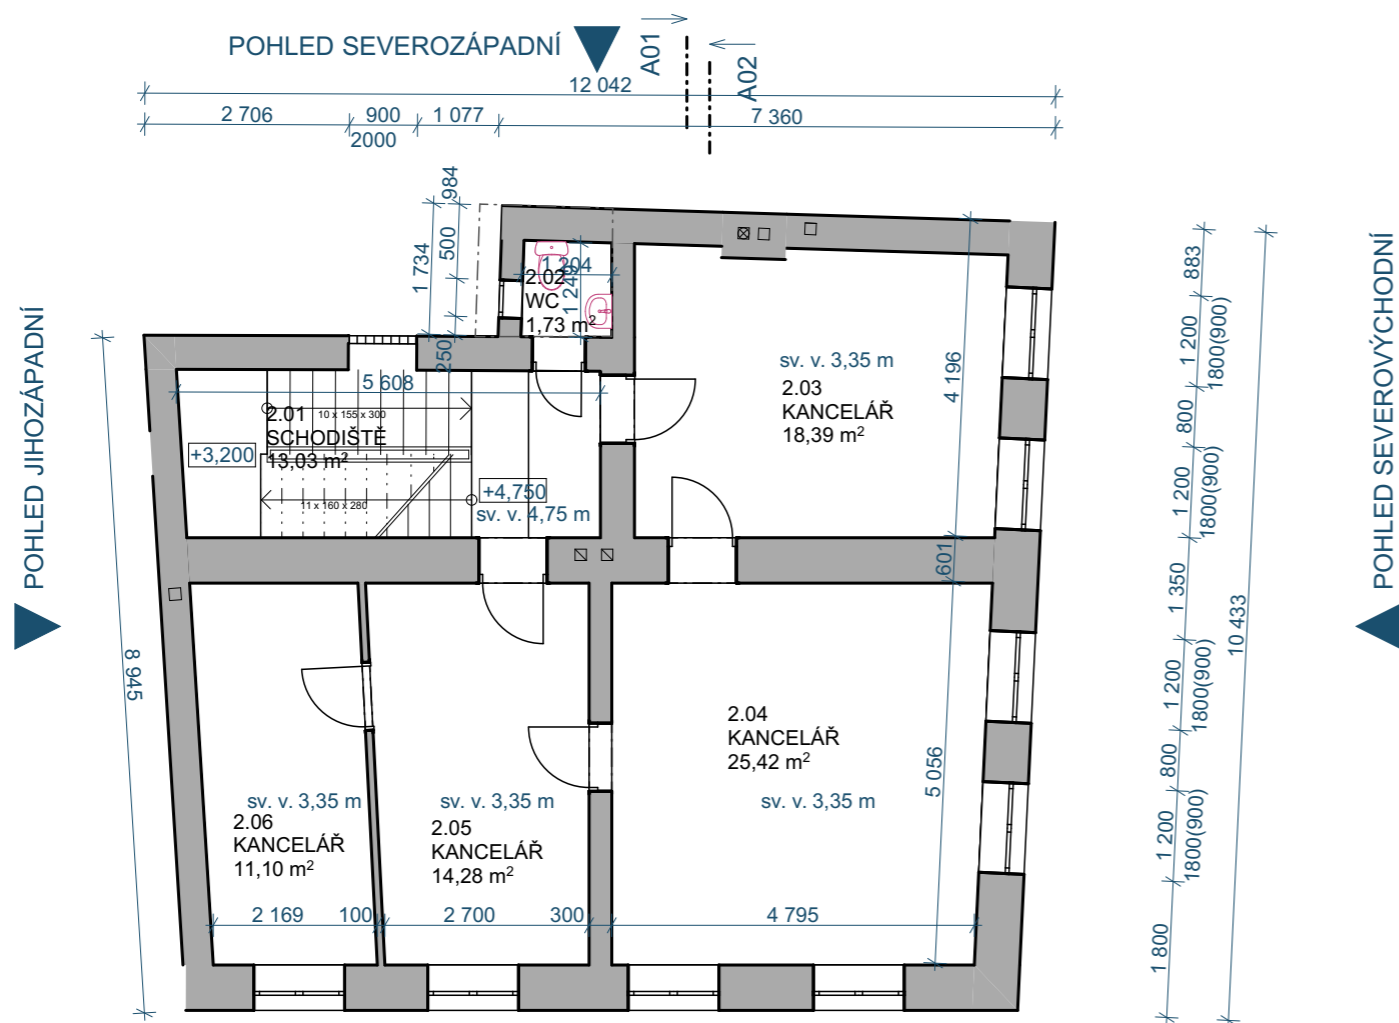 POHLED SEVEROZÁPADNÍ
A01
A02
12 042
2 706
900
1 077
7 360
2000
984
500
1 734
250
1 204
1 245
2.02
WC
1,73 m²
883
1 200
1800(900)
800
1 200
1800(900)
1 350
1 200
1800(900)
800
1 200
1800(900)
1 800
10 433
POHLED JIHOZÁPADNÍ
POHLED SEVEROVÝCHODNÍ
5 608
10 x 155 x 300
2.01
SCHODIŠTĚ
13,03 m²
+3,200
11 x 160 x 280
+4,750
sv. v. 4,75 m
sv. v. 3,35 m
2.03
KANCELÁŘ
18,39 m²
4 196
601
8 945
2.04
KANCELÁŘ
25,42 m²
sv. v. 3,35 m
5 056
sv. v. 3,35 m
2.06
KANCELÁŘ
11,10 m²
sv. v. 3,35 m
2.05
KANCELÁŘ
14,28 m²
2 169
100
2 700
300
4 795